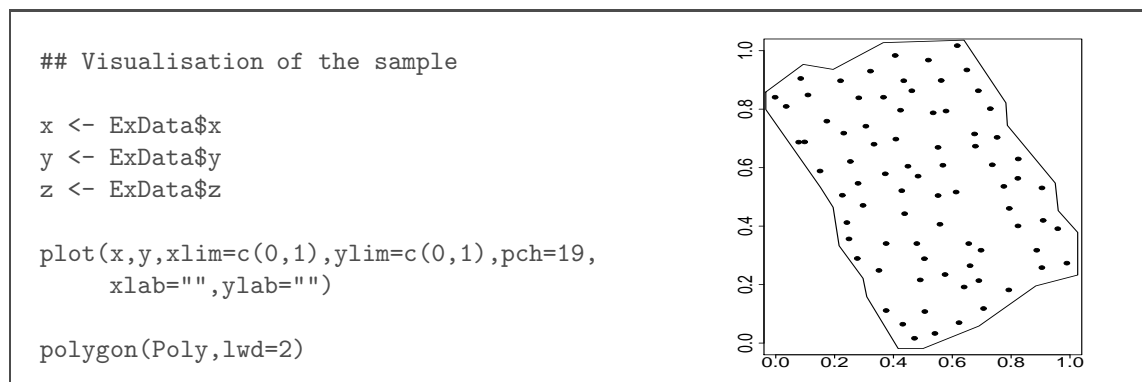 ## Visualisation of the sample
x <- ExData$x
y <- ExData$y
z <- ExData$z
plot(x,y,xlim=c(0,1),ylim=c(0,1),pch=19,
xlab="",ylab="")
polygon(Poly,lwd=2)
1.0
0.8
0.6
0.4
0.2
0.0
0.0 0.2 0.4 0.6 0.8 1.0